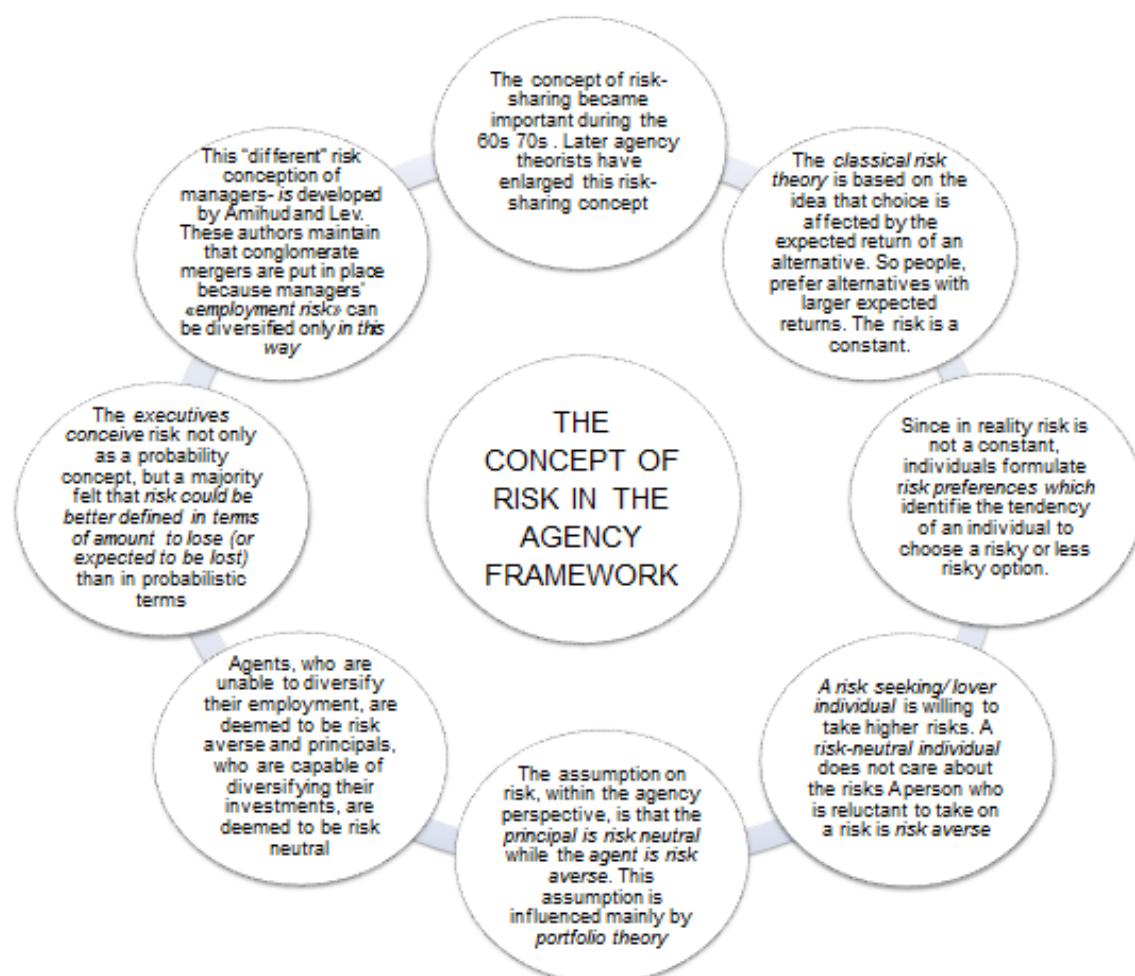 The concept of risk-
sharing became
important during the
60s 70s . Later agency
theorists have
enlarged this risk-
sharing concept
The classical risk
theory is based on the
idea that choice is
affected by the
expected return of an
alternative. So people,
prefer alternatives with
larger expected
returns. The risk is a
constant.
Since in reality risk is
not a constant,
individuals formulate
risk preferences which
identifie the tendency
of an individual to
choose a risky or less
risky option.
A risk seeking/ lover
individual is willing to
take higher risks. A
risk-neutral individual
does not care about
the risks A person who
is reluctant to take on
a risk is risk averse
The assumption on
risk, within the agency
perspective, is that the
principal is risk neutral
while the agent is risk
averse. This
assumption is
influenced mainly by
portfolio theory
Agents, who are
unable to diversify
their employment, are
deemed to be risk
averse and principals,
who are capable of
diversifying their
investments, are
deemed to be risk
neutral
The executives
conceive risk not only
as a probability
concept, but a majority
felt that risk could be
better defined in terms
of amount to lose (or
expected to be lost)
than in probabilistic
terms
This "different" risk
conception of
managers- is developed
by Amihud and Lev.
These authors maintain
that conglomerate
mergers are put in place
because managers'
«employment risk» can
be diversified only in this
way
THE
CONCEPT OF
RISK IN THE
AGENCY
FRAMEWORK